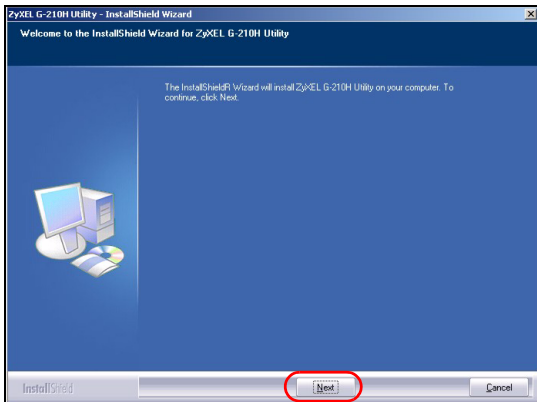 ZyXEL G-210H Utility - InstallShield Wizard
Welcome to the InstallShield Wizard for ZyXEL G-210H Utility
The InstallShieldR Wizard will install ZyXEL G-210H Utility on your computer. To
continue, click Next.
InstallShield
Next
Cancel